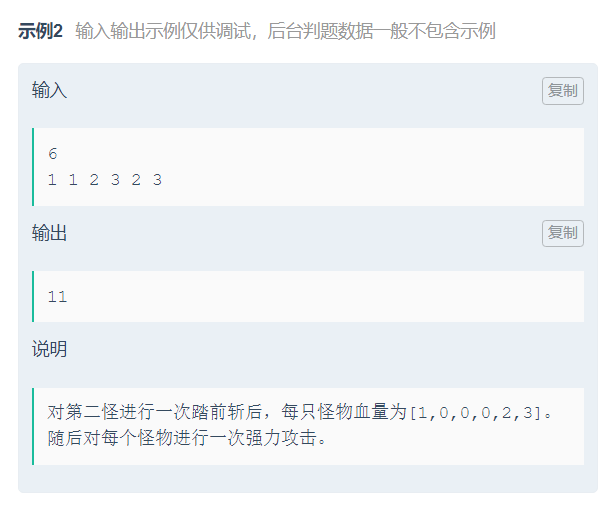 示例2 输入输出示例仅供调试，后台判题数据一般不包含示例
输入
复制
6
1 1 2 3 2 3
输出
复制
11
说明
对第二怪进行一次踏前斩后，每只怪物血量为[1,0,0,0,2,3]。
随后对每个怪物进行一次强力攻击。